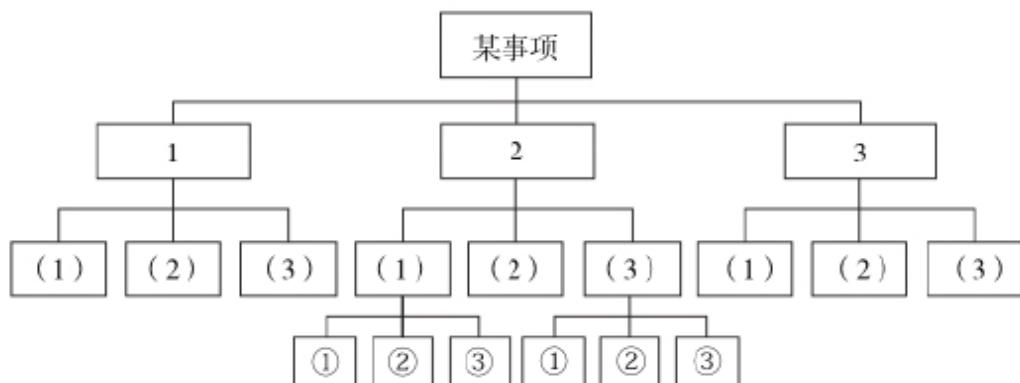 某事项
1 2 3
（1） （2） （3） （1） （2） （3） （1） （2） （3）
① ② ③ ① ② ③